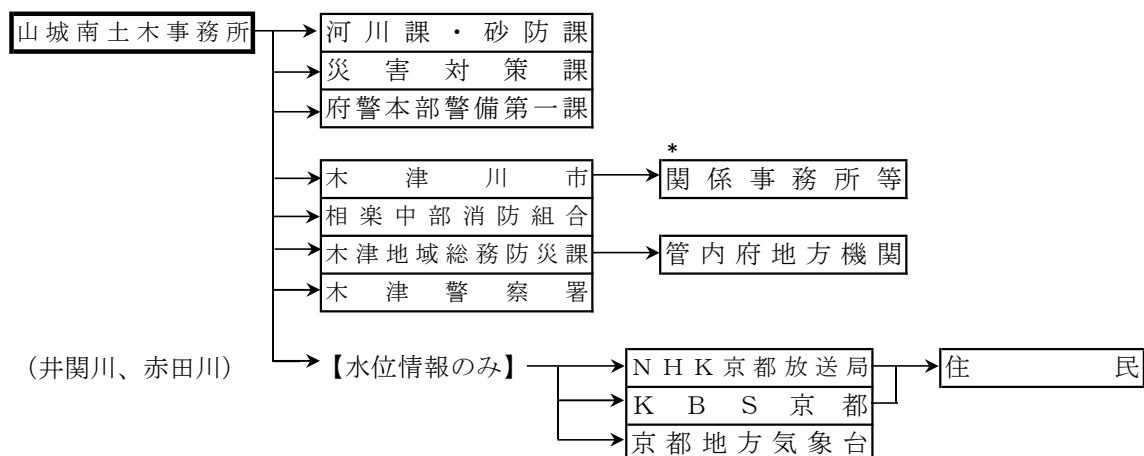 山城南土木事務所
河川課・砂防課
災害対策課
府警本部警備第一課
*
木津川市
関係事務所等
相楽中部消防組合
木津地域総務防災課
管内府地方機関
木津警察署
（井関川、赤田川）
【水位情報のみ】
ＮＨＫ京都放送局
住民
ＫＢＳ京都
京都地方気象台